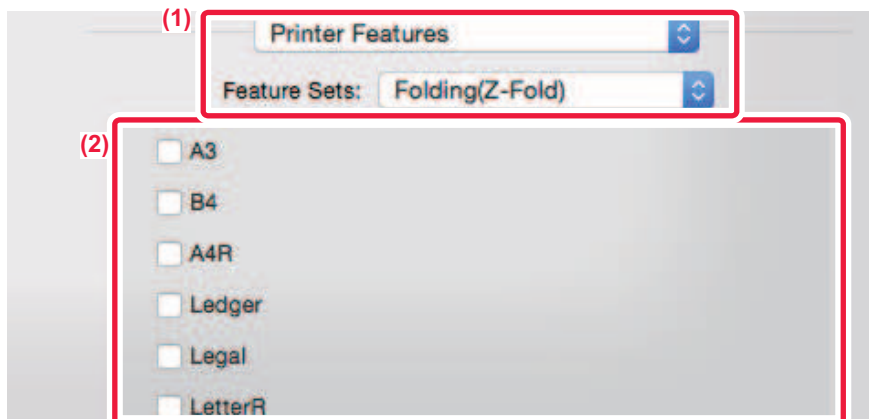 (1)
Printer Features
Feature Sets: Folding(Z-Fold)
(2)
A3
B4
A4R
Ledger
Legal
LetterR